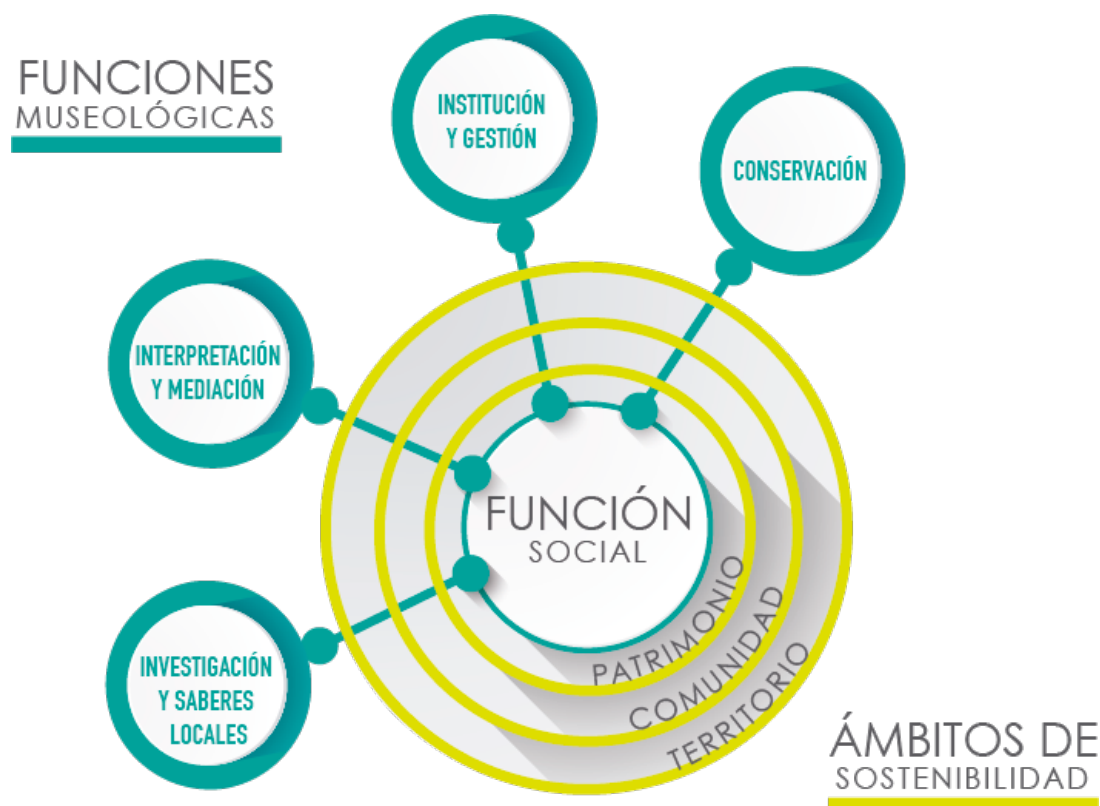 FUNCIONES
MUSEOLÓGICAS
INSTITUCIÓN
Y GESTIÓN
CONSERVACIÓN
INTERPRETACIÓN
Y MEDIACIÓN
INVESTIGACIÓN
Y SABERES
LOCALES
FUNCIÓN
SOCIAL
PATRIMONIO
COMUNIDAD
TERRITORIO
ÁMBITOS DE
SOSTENIBILIDAD